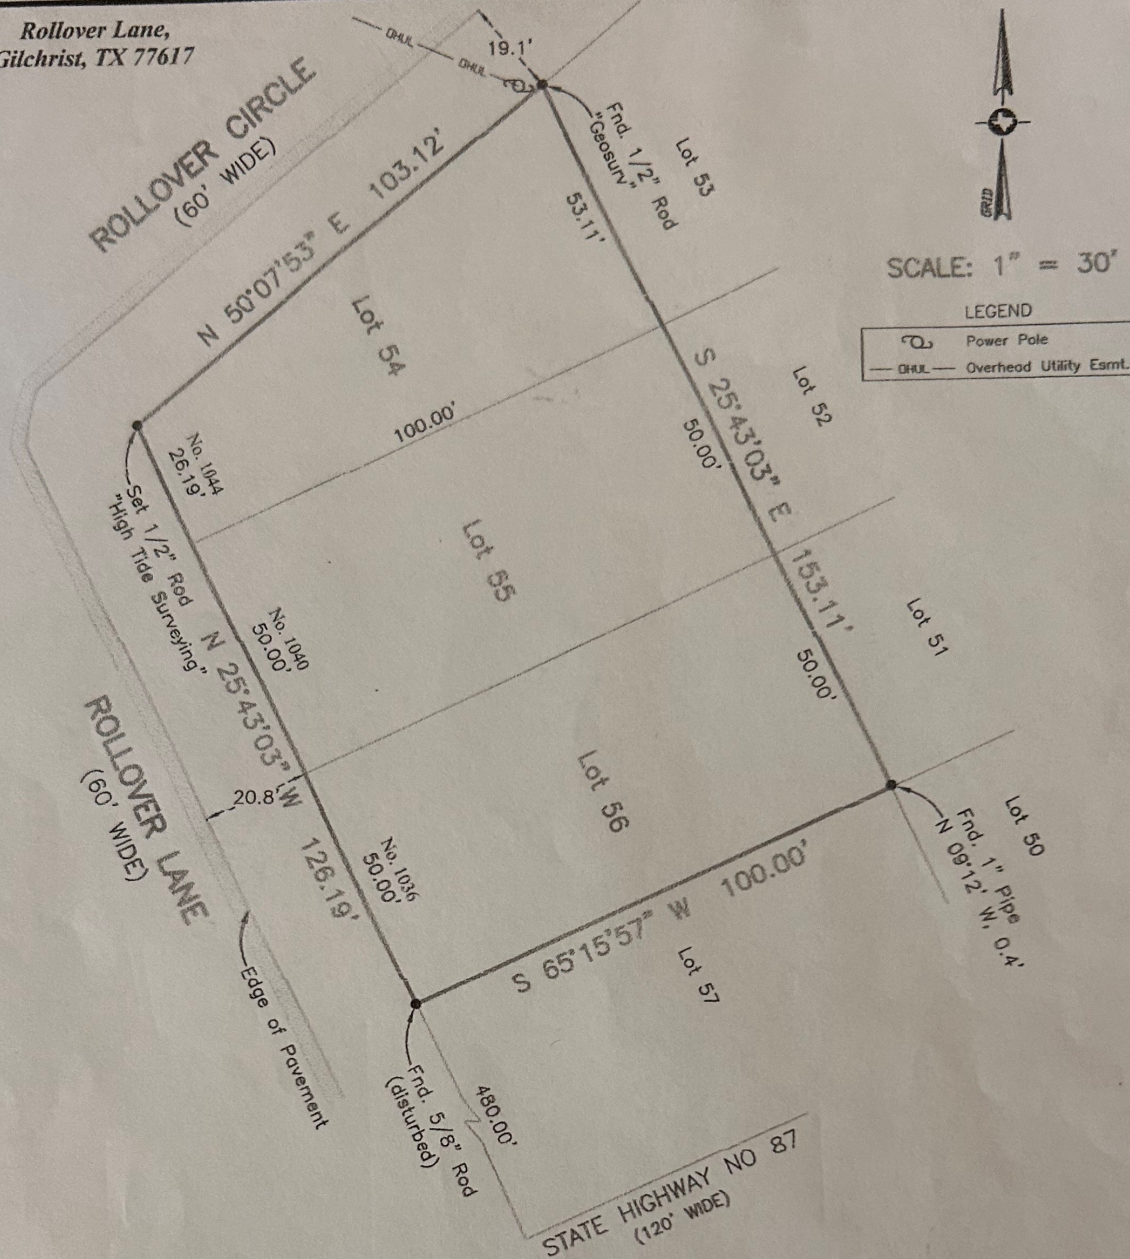 Rollover Lane,
Gilchrist, TX 77617
OHUL
OHUL
19.1'
ROLLOVER CIRCLE
(60' WIDE)
N 50°07'53" E 103.12'
Fnd. 1/2" Rod
"Geosurv"
Lot 53
53.11'
GRID
SCALE: 1" = 30'
LEGEND
Power Pole
OHUL Overhead Utility Esmt.
Lot 54
100.00'
S 25°43'03" E 153.11'
50.00'
Lot 52
No. 1044
26.19'
Set 1/2" Rod
"High Tide Surveying"
Lot 55
No. 1040
50.00'
N 25°43'03" W 126.19'
Lot 51
50.00'
ROLLOVER LANE
(60' WIDE)
20.8'
Lot 56
No. 1036
50.00'
S 65°15'57" W 100.00'
Fnd. 1" Pipe
N 09°12' W, 0.4'
Lot 50
Lot 57
Edge of Pavement
Fnd. 5/8" Rod
(disturbed)
480.00'
STATE HIGHWAY NO 87
(120' WIDE)